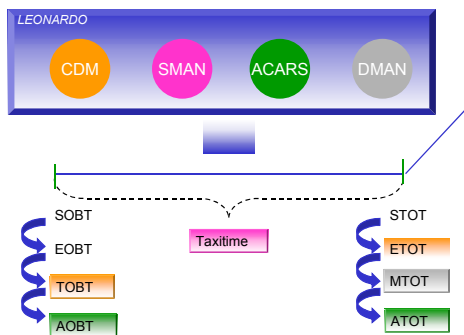 LEONARDO
CDM SMAN ACARS DMAN
SOBT STOT
Taxitime
EOBT ETOT
TOBT MTOT
AOBT ATOT